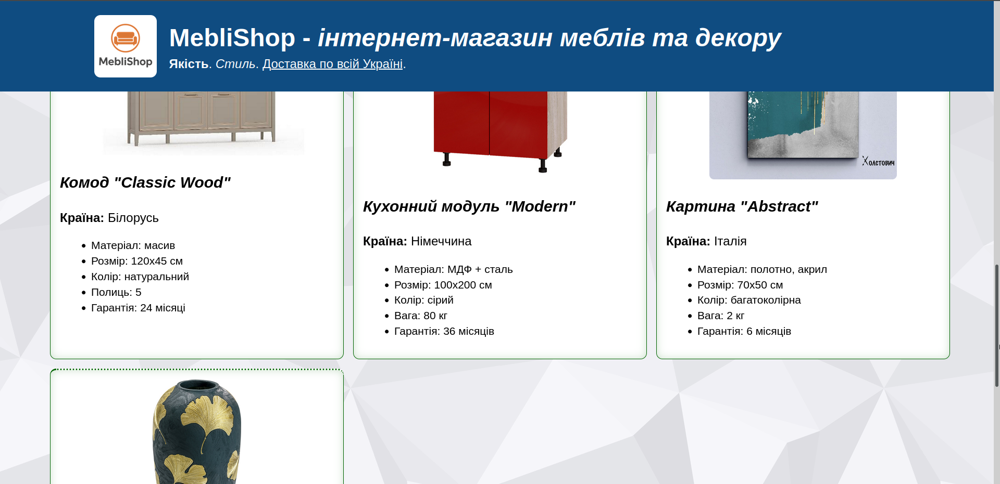 MebliShop
MebliShop - інтернет-магазин меблів та декору
Якість. Стиль. Доставка по всій Україні.
Комод "Classic Wood"
Країна: Білорусь
Матеріал: масив
Розмір: 120x45 см
Колір: натуральний
Полиць: 5
Гарантія: 24 місяці
Кухонний модуль "Modern"
Країна: Німеччина
Матеріал: МДФ + сталь
Розмір: 100x200 см
Колір: сірий
Вага: 80 кг
Гарантія: 36 місяців
Холстович
Картина "Abstract"
Країна: Італія
Матеріал: полотно, акрил
Розмір: 70x50 см
Колір: багатоколірна
Вага: 2 кг
Гарантія: 6 місяців